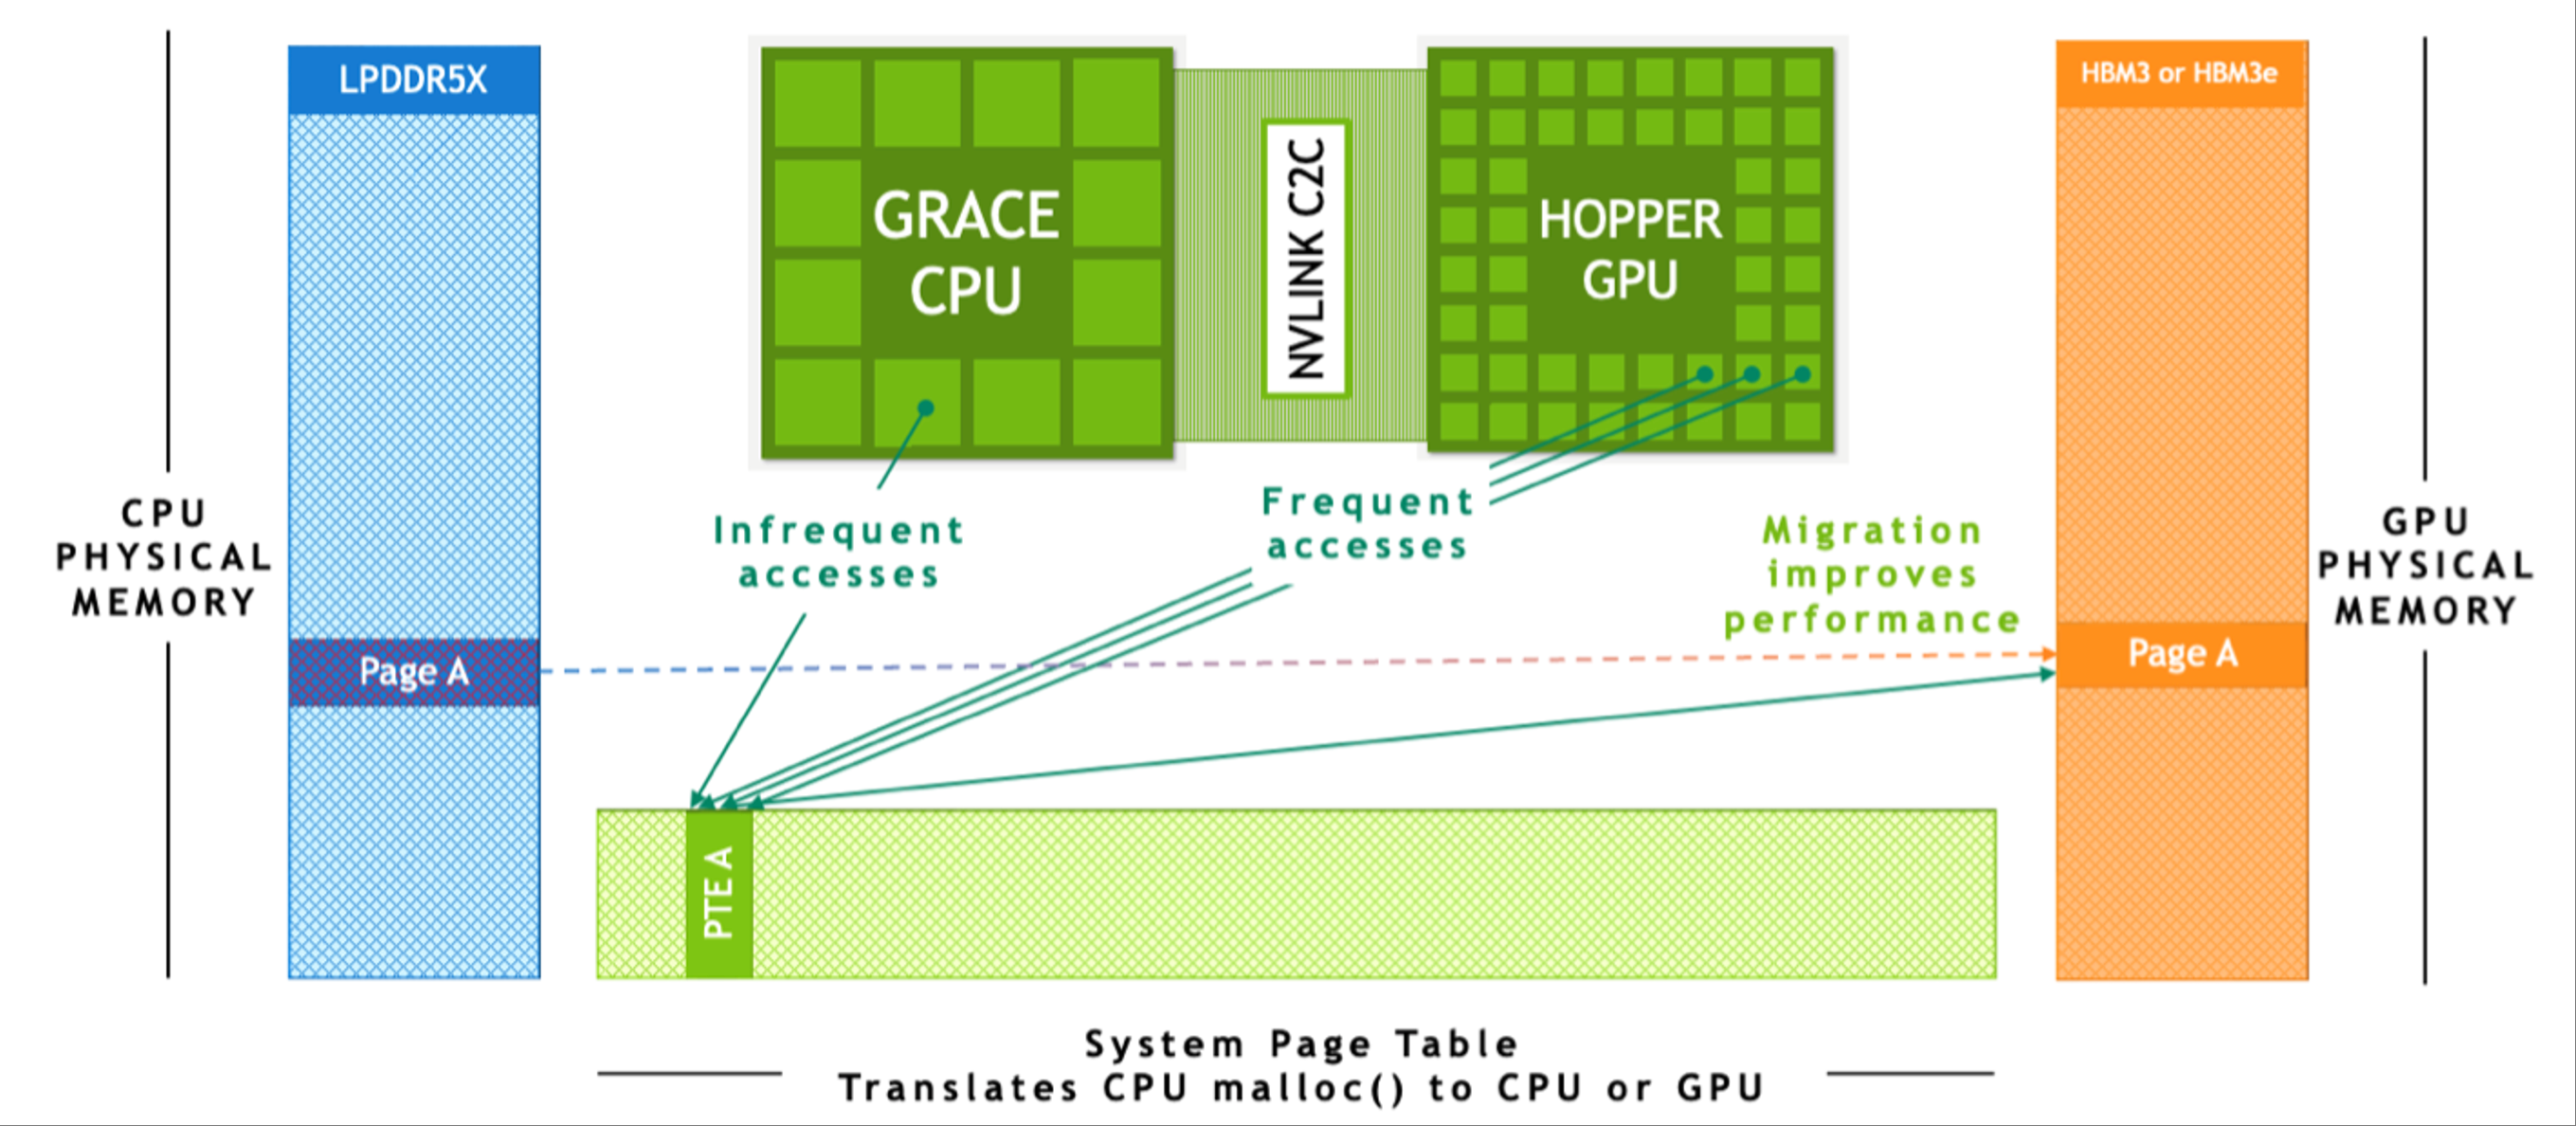 LPDDR5X
GRACE
CPU
NVLINK C2C
HOPPER
GPU
HBM3 or HBM3e
CPU
PHYSICAL
MEMORY
Infrequent
accesses
Frequent
accesses
Migration
improves
performance
GPU
PHYSICAL
MEMORY
Page A
Page A
PTE A
System Page Table
Translates CPU malloc() to CPU or GPU